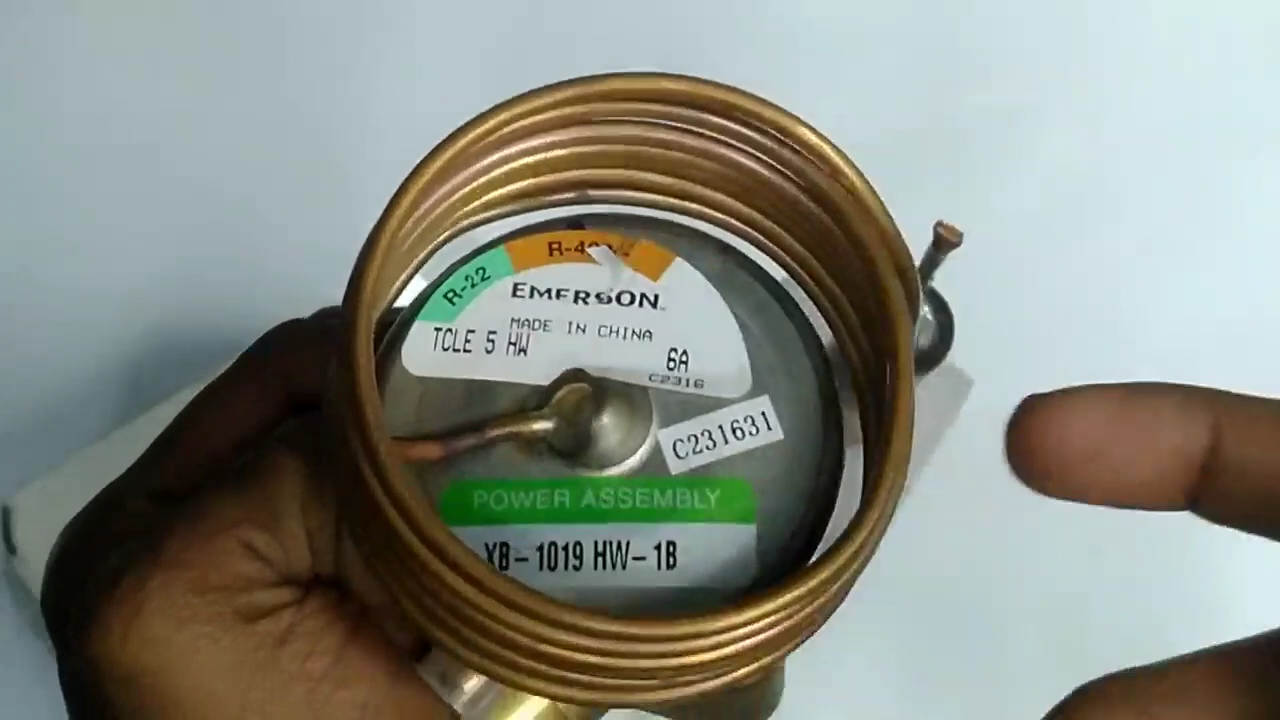 R-22
EMERSON
MADE IN CHINA
TCLE 5 HW
6A
C2316
C231631
POWER ASSEMBLY
XB-1019 HW-1B